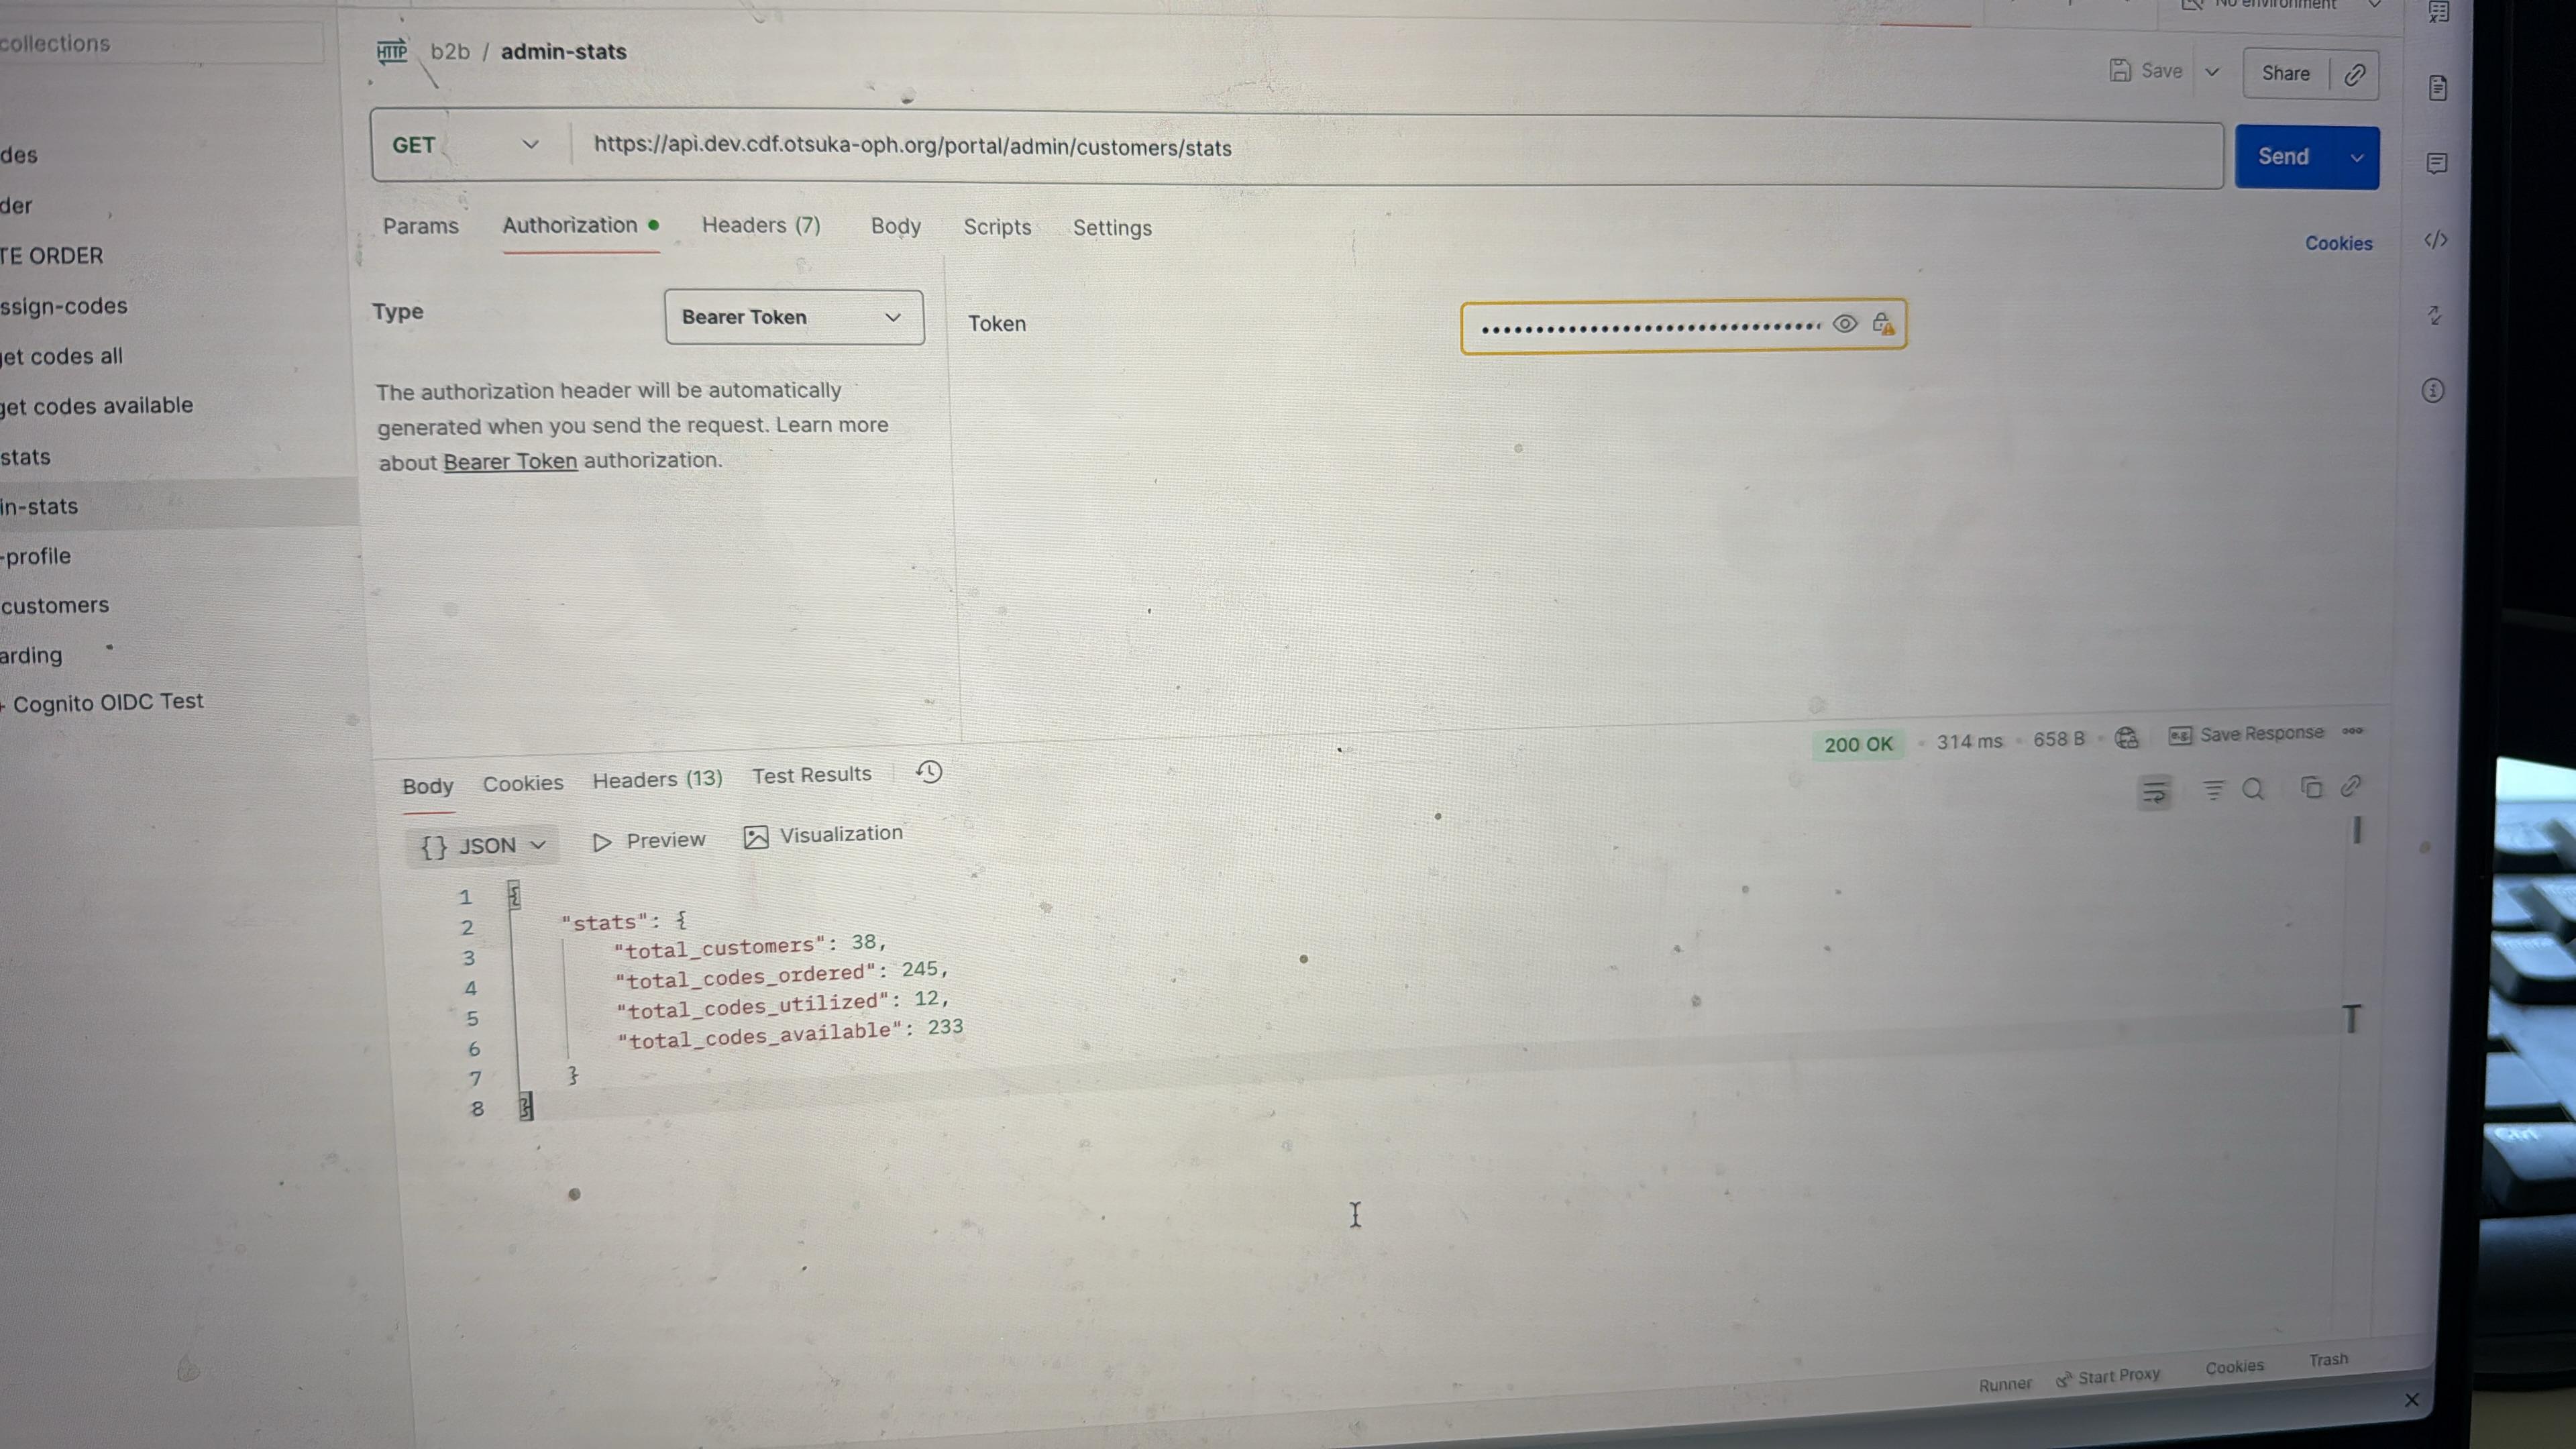 No environment
collections
HTTP b2b / admin-stats
Save
Share
GET https://api.dev.cdf.otsuka-oph.org/portal/admin/customers/stats
Send
des
der
TE ORDER
ssign-codes
et codes all
get codes available
stats
in-stats
-profile
customers
arding
Cognito OIDC Test
Params Authorization Headers (7) Body Scripts Settings
Cookies
Type Bearer Token
Token
The authorization header will be automatically
generated when you send the request. Learn more
about Bearer Token authorization.
200 OK 314 ms 658 B Save Response
Body Cookies Headers (13) Test Results
{} JSON Preview Visualization
1 {
2 "stats": {
3 "total_customers": 38,
4 "total_codes_ordered": 245,
5 "total_codes_utilized": 12,
6 "total_codes_available": 233
7 }
8 }
Runner Start Proxy Cookies Trash
Ctrl